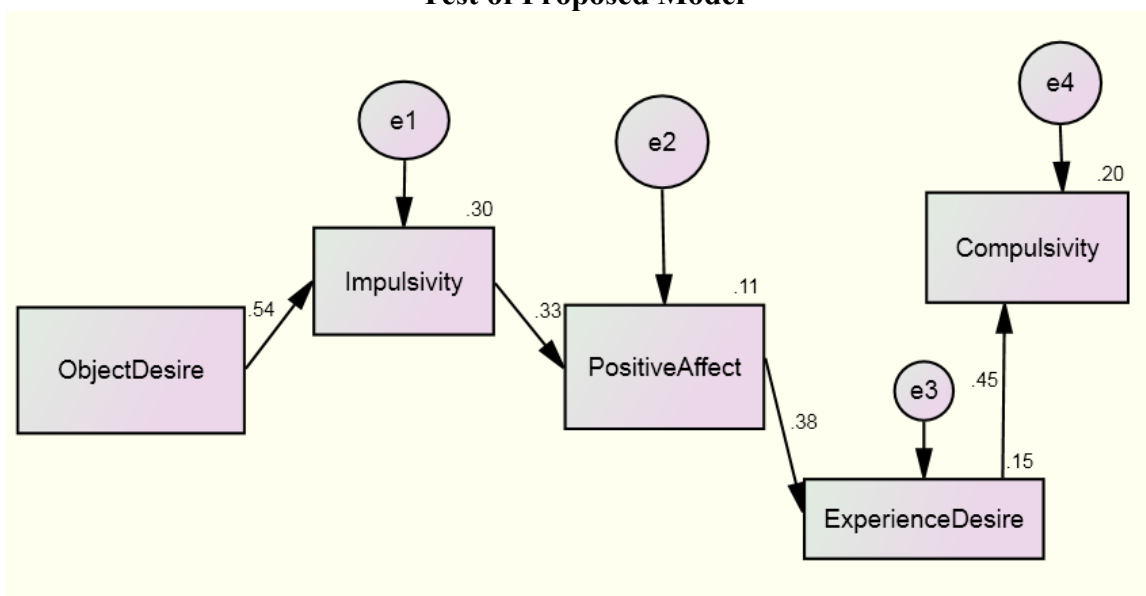 Test of Proposed Model
e4
e1
e2
.20
.30
Compulsivity
Impulsivity
.11
.54
.33
PositiveAffect
ObjectDesire
e3
.45
.38
.15
ExperienceDesire